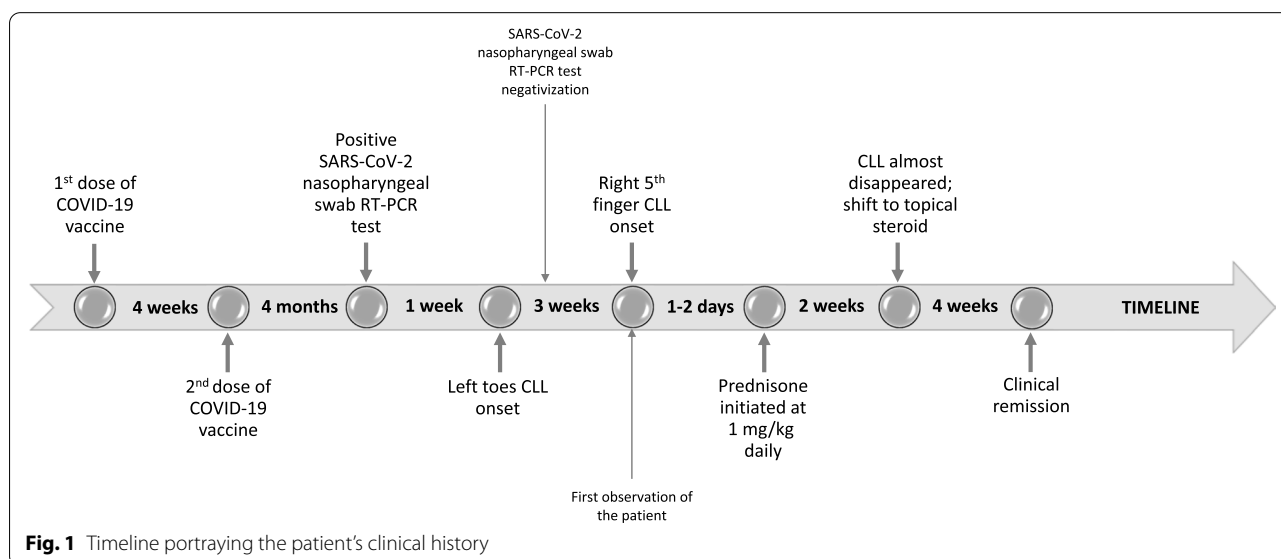 SARS-CoV-2
nasopharyngeal swab
RT-PCR test
negativization
Positive
SARS-CoV-2
nasopharyngeal
swab RT-PCR
test
1st dose of
COVID-19
vaccine
Right 5th
finger CLL
onset
CLL almost
disappeared;
shift to topical
steroid
4 weeks 4 months 1 week 3 weeks 1-2 days 2 weeks 4 weeks TIMELINE
2nd dose of
COVID-19
vaccine
Left toes CLL
onset
Prednisone
initiated at
1 mg/kg
daily
Clinical
remission
First observation of
the patient
Fig. 1 Timeline portraying the patient's clinical history